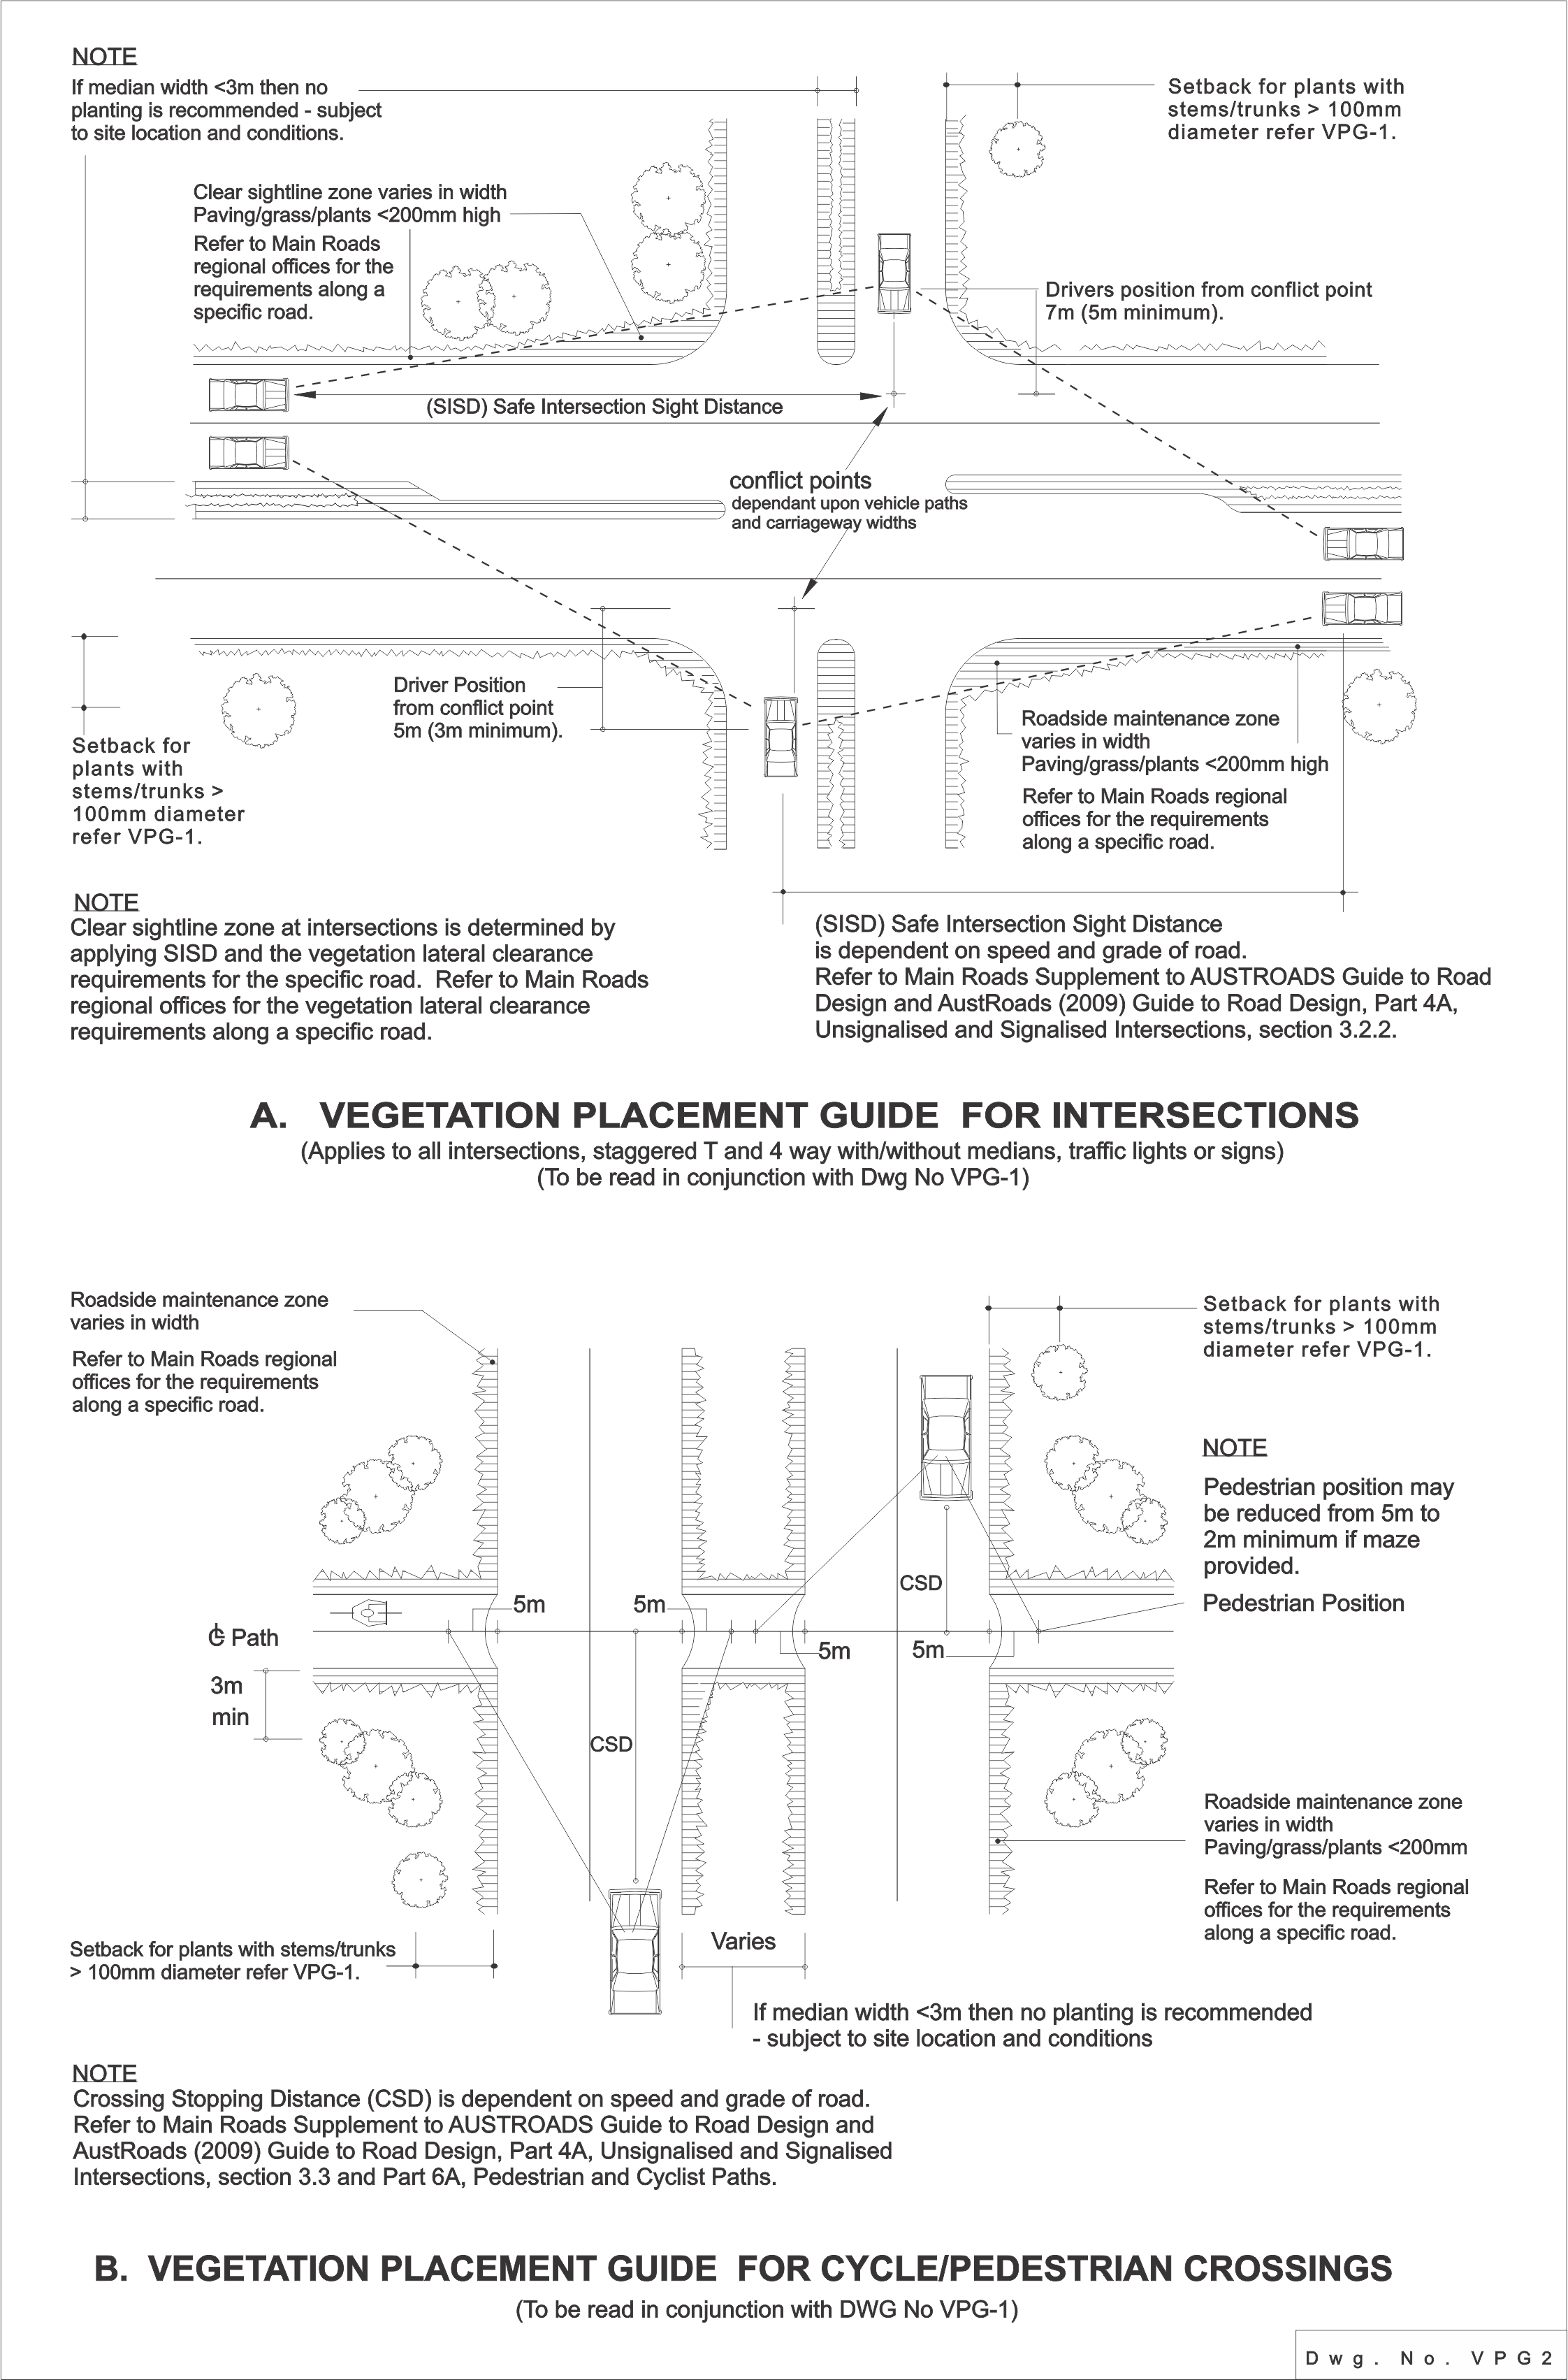 NOTE
If median width <3m then no
planting is recommended - subject
to site location and conditions.
Setback for plants with
stems/trunks > 100mm
diameter refer VPG-1.
Clear sightline zone varies in width
Paving/grass/plants <200mm high
Refer to Main Roads
regional offices for the
requirements along a
specific road.
Drivers position from conflict point
7m (5m minimum).
(SISD) Safe Intersection Sight Distance
conflict points
dependant upon vehicle paths
and carriageway widths
Driver Position
from conflict point
5m (3m minimum).
Setback for
plants with
stems/trunks >
100mm diameter
refer VPG-1.
Roadside maintenance zone
varies in width
Paving/grass/plants <200mm high
Refer to Main Roads regional
offices for the requirements
along a specific road.
NOTE
Clear sightline zone at intersections is determined by
applying SISD and the vegetation lateral clearance
requirements for the specific road. Refer to Main Roads
regional offices for the vegetation lateral clearance
requirements along a specific road.
(SISD) Safe Intersection Sight Distance
is dependent on speed and grade of road.
Refer to Main Roads Supplement to AUSTROADS Guide to Road
Design and AustRoads (2009) Guide to Road Design, Part 4A,
Unsignalised and Signalised Intersections, section 3.2.2.
A. VEGETATION PLACEMENT GUIDE FOR INTERSECTIONS
(Applies to all intersections, staggered T and 4 way with/without medians, traffic lights or signs)
(To be read in conjunction with Dwg No VPG-1)
Roadside maintenance zone
varies in width
Refer to Main Roads regional
offices for the requirements
along a specific road.
Setback for plants with
stems/trunks > 100mm
diameter refer VPG-1.
NOTE
Pedestrian position may
be reduced from 5m to
2m minimum if maze
provided.
Pedestrian Position
CSD
5m
5m
5m
5m
℄ Path
3m
min
CSD
Roadside maintenance zone
varies in width
Paving/grass/plants <200mm
Refer to Main Roads regional
offices for the requirements
along a specific road.
Setback for plants with stems/trunks
> 100mm diameter refer VPG-1.
Varies
If median width <3m then no planting is recommended
- subject to site location and conditions
NOTE
Crossing Stopping Distance (CSD) is dependent on speed and grade of road.
Refer to Main Roads Supplement to AUSTROADS Guide to Road Design and
AustRoads (2009) Guide to Road Design, Part 4A, Unsignalised and Signalised
Intersections, section 3.3 and Part 6A, Pedestrian and Cyclist Paths.
B. VEGETATION PLACEMENT GUIDE FOR CYCLE/PEDESTRIAN CROSSINGS
(To be read in conjunction with DWG No VPG-1)
Dwg. No. VPG2